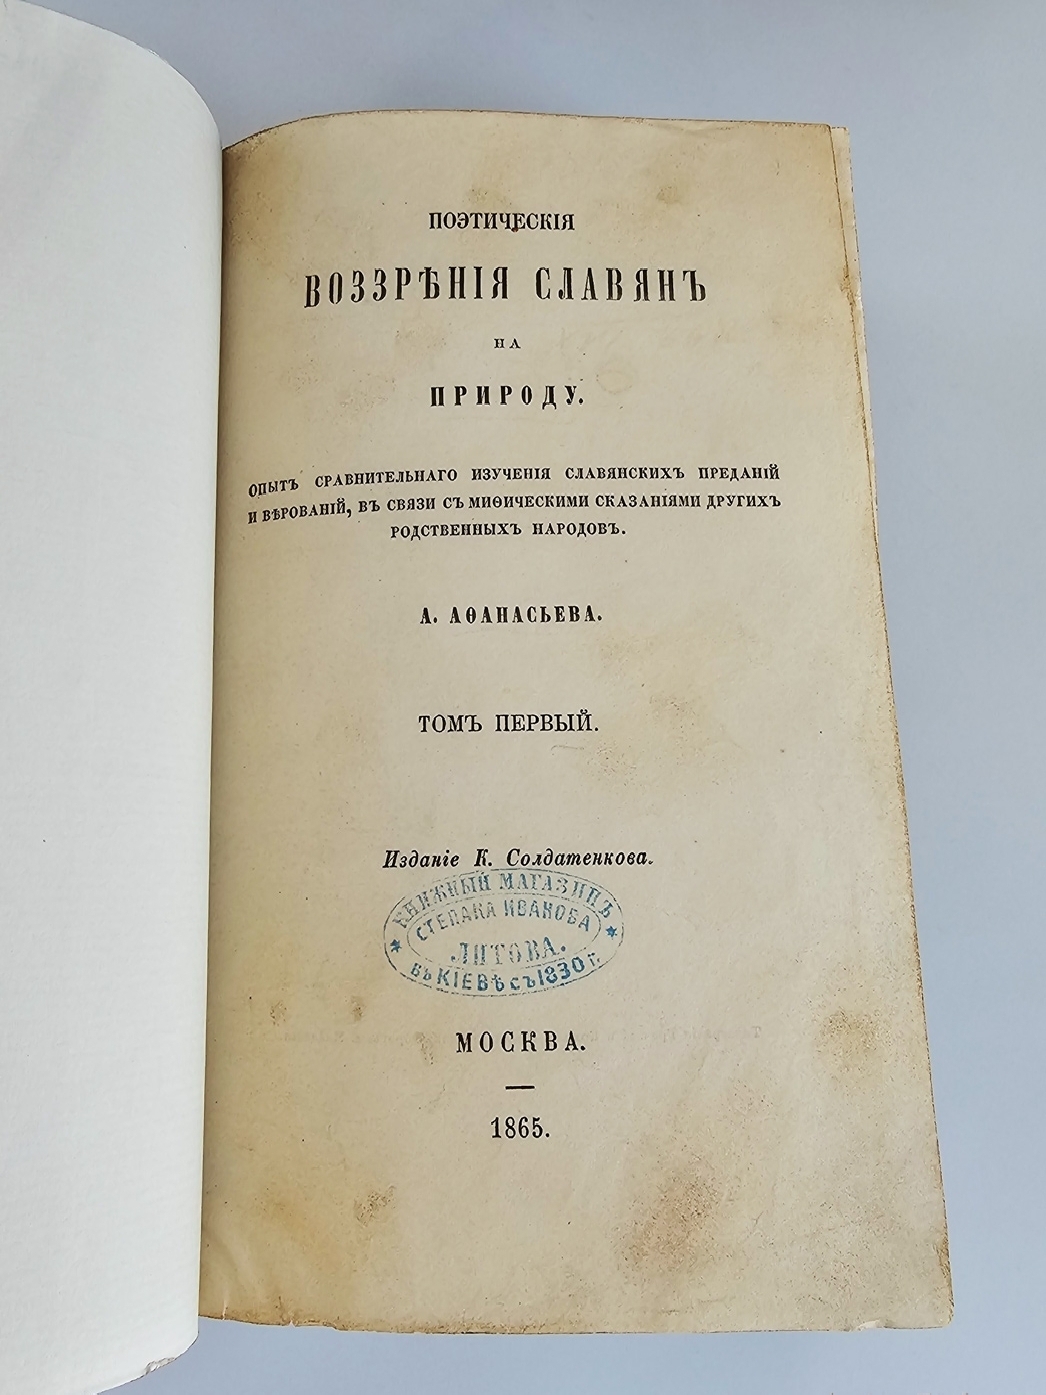 ПОЭТИЧЕСКІЯ
ВОЗЗРѢНІЯ СЛАВЯНЪ
НА
ПРИРОДУ.
ОПЫТЪ СРАВНИТЕЛЬНАГО ИЗУЧЕНІЯ СЛАВЯНСКИХЪ ПРЕДАНІЙ
И ВѢРОВАНІЙ, ВЪ СВЯЗИ СЪ МИѲИЧЕСКИМИ СКАЗАНІЯМИ ДРУГИХЪ
РОДСТВЕННЫХЪ НАРОДОВЪ.
А. АѲАНАСЬЕВА.
ТОМЪ ПЕРВЫЙ.
Изданіе К. Солдатенкова.
КНИЖНЫЙ МАГАЗИНЪ
СТЕПАНА ИВАНОВА
ЛИТОВА.
ВЪ КІЕВѢ СЪ 1830 г.
МОСКВА.
1865.